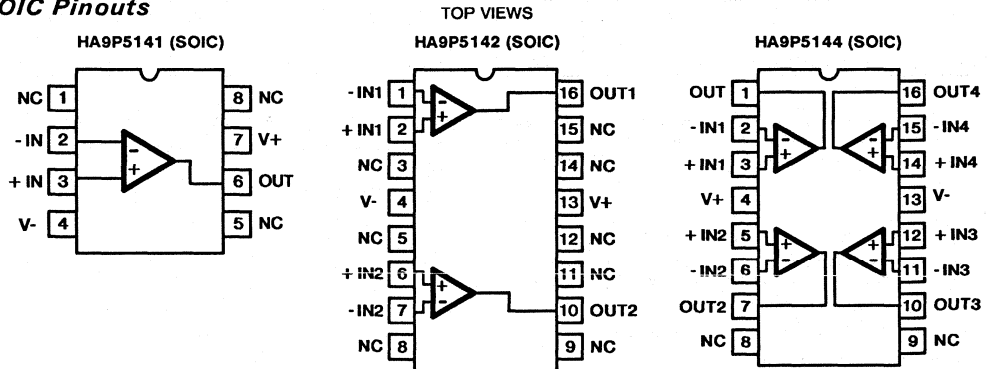 OIC Pinouts
TOP VIEWS
HA9P5141 (SOIC)
NC 1 8 NC
- IN 2 7 V+
+ IN 3 6 OUT
V- 4 5 NC
- +
HA9P5142 (SOIC)
- IN1 1 16 OUT1
+ IN1 2 15 NC
NC 3 14 NC
V- 4 13 V+
NC 5 12 NC
+ IN2 6 11 NC
- IN2 7 10 OUT2
NC 8 9 NC
- +
+ -
HA9P5144 (SOIC)
OUT 1 16 OUT4
- IN1 2 15 - IN4
+ IN1 3 14 + IN4
V+ 4 13 V-
+ IN2 5 12 + IN3
- IN2 6 11 - IN3
OUT2 7 10 OUT3
NC 8 9 NC
- + - +
+ - + -